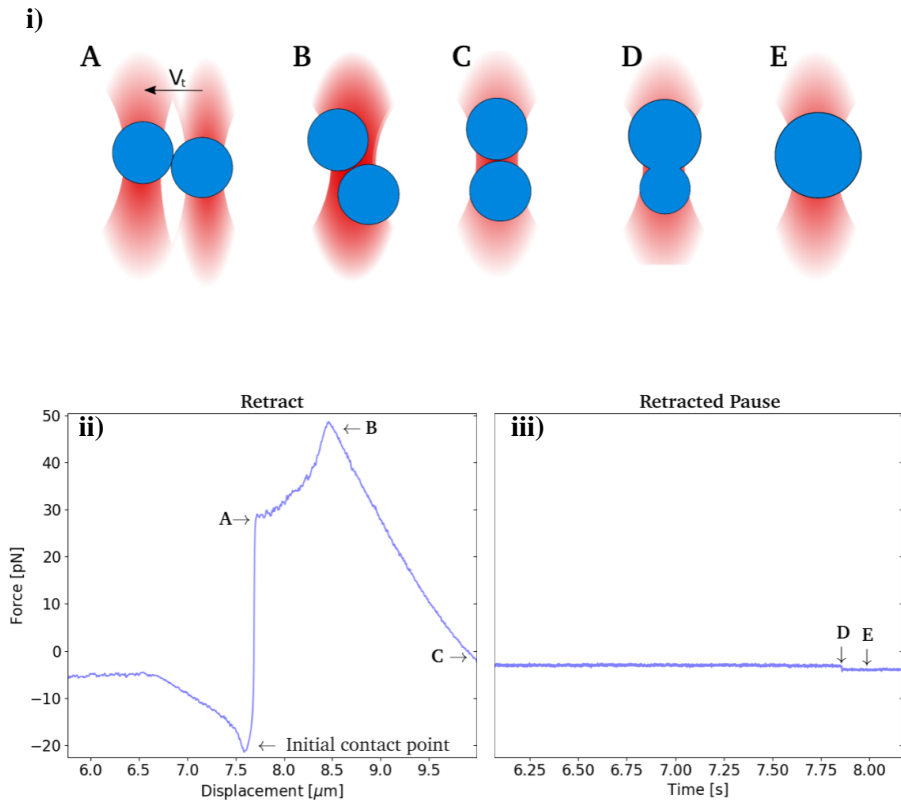 i)
A B C D E
Vt
Retract Retracted Pause
ii) iii)
50
40
30
20
10
0
−10
−20
Force [pN]
← B
A→
C →
D E
↓ ↓
← Initial contact point
6.0 6.5 7.0 7.5 8.0 8.5 9.0 9.5
Displacement [μm]
6.25 6.50 6.75 7.00 7.25 7.50 7.75 8.00
Time [s]